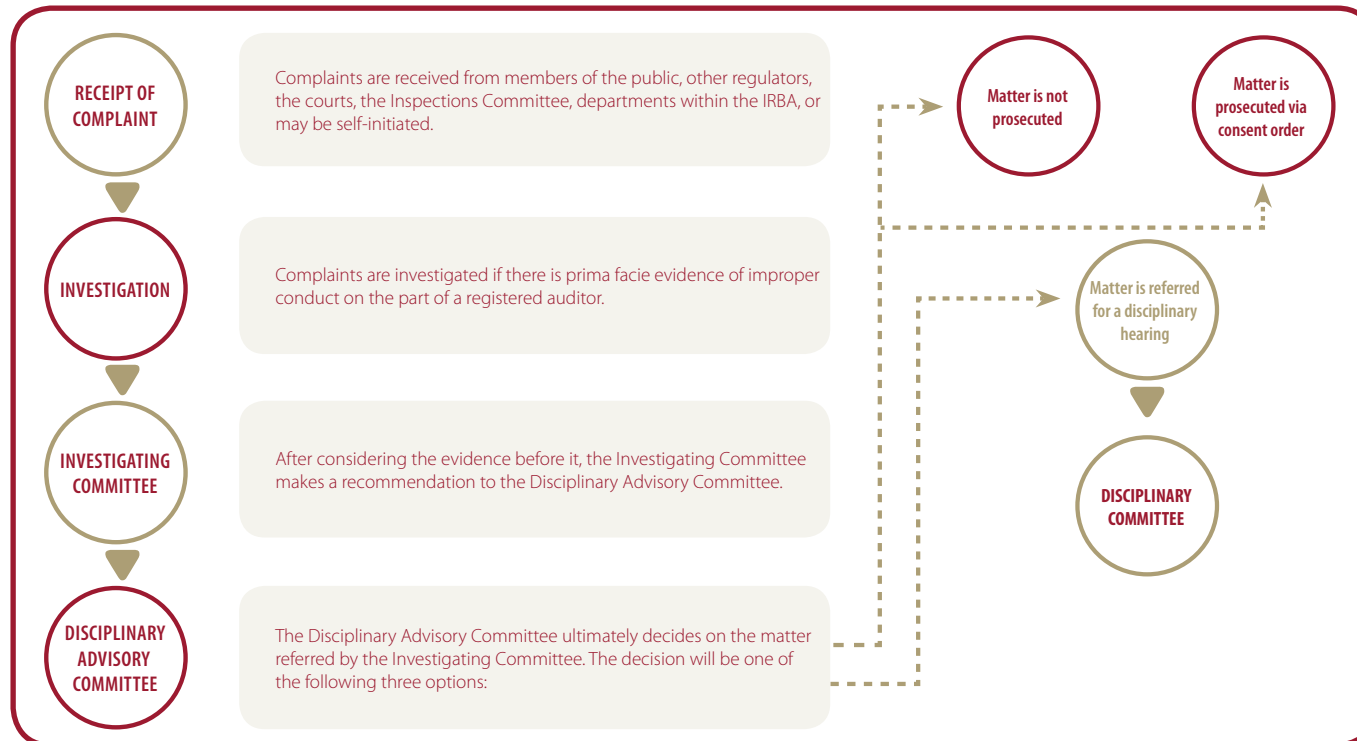 RECEIPT OF
COMPLAINT
Complaints are received from members of the public, other regulators,
the courts, the Inspections Committee, departments within the IRBA, or
may be self-initiated.
INVESTIGATION
Complaints are investigated if there is prima facie evidence of improper
conduct on the part of a registered auditor.
INVESTIGATING
COMMITTEE
After considering the evidence before it, the Investigating Committee
makes a recommendation to the Disciplinary Advisory Committee.
DISCIPLINARY
ADVISORY
COMMITTEE
The Disciplinary Advisory Committee ultimately decides on the matter
referred by the Investigating Committee. The decision will be one of
the following three options:
Matter is not
prosecuted
Matter is
prosecuted via
consent order
Matter is referred
for a disciplinary
hearing
DISCIPLINARY
COMMITTEE